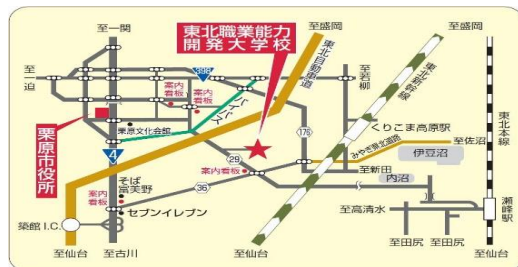 至一関
東北職業能力
開発大学校
至盛岡
至盛岡
398
東北自動車道
至
迫
案内
看板
案内
看板
バイパス
至
若
柳
東北新幹線
東北本線
栗原市役所
栗原文化会館
176
くりこま高原駅
みやぎ県北道路
至佐沼
伊豆沼
4
29
案内看板
至新田
内沼
案内
看板
そば
富芙野
36
セブンイレブン
至高清水
瀬峰駅
築館 I.C.
至仙台
至古川
至仙台
至田尻
至田尻
至仙台